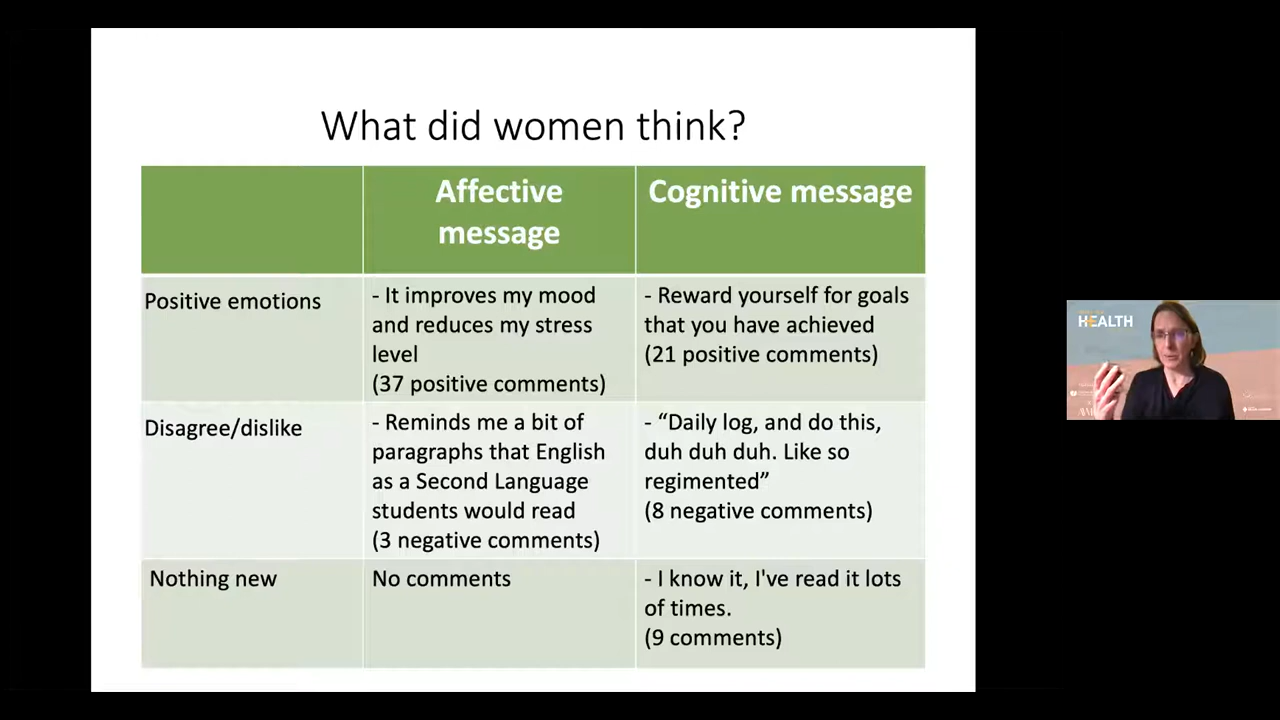 What did women think?
Affective
message
Cognitive message
Positive emotions
- It improves my mood
and reduces my stress
level
(37 positive comments)
- Reward yourself for goals
that you have achieved
(21 positive comments)
Disagree/dislike
- Reminds me a bit of
paragraphs that English
as a Second Language
students would read
(3 negative comments)
- “Daily log, and do this,
duh duh duh. Like so
regimented”
(8 negative comments)
Nothing new
No comments
- I know it, I've read it lots
of times.
(9 comments)
HEALTH